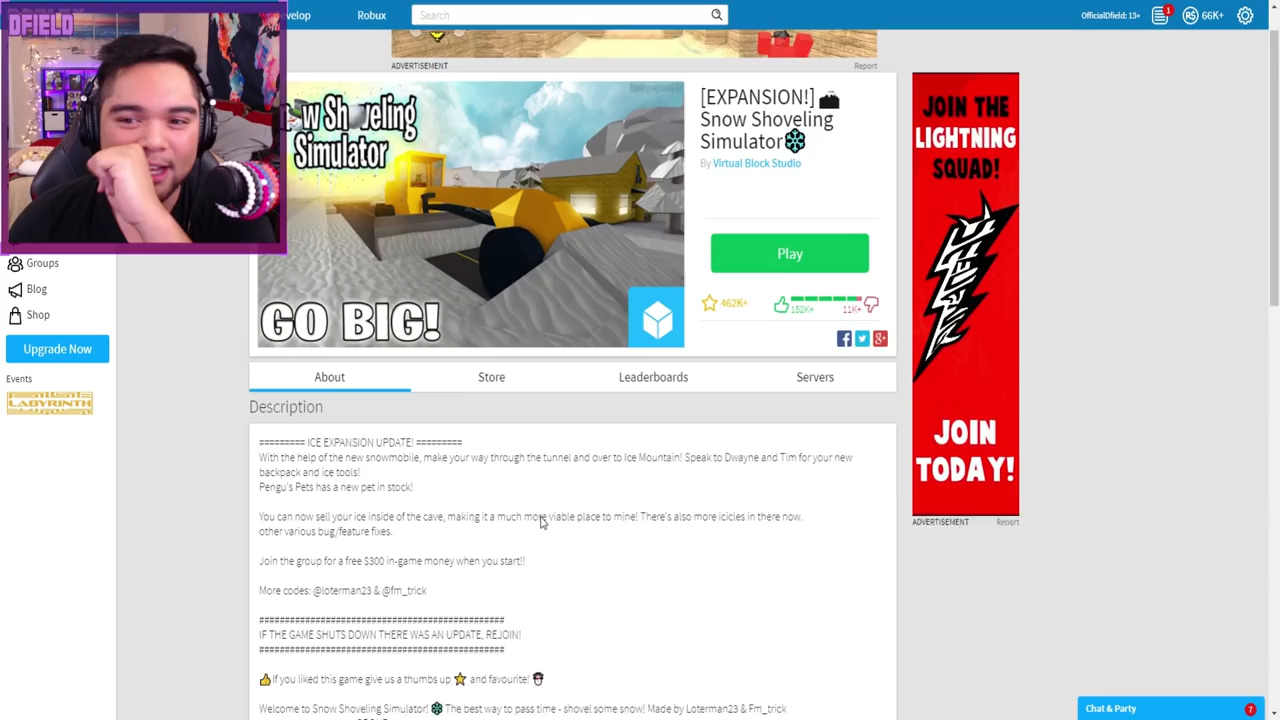 DFIELD
velop
Robux
Search
OfficialDfield: 13+
1
66K+
ADVERTISEMENT
Report
Snow Shoveling
Simulator
GO BIG!
[EXPANSION!]
Snow Shoveling
Simulator
By Virtual Block Studio
Play
462K+
152K+
11K+
JOIN THE
LIGHTNING
SQUAD!
JOIN
TODAY!
ADVERTISEMENT
Report
Groups
Blog
Shop
Upgrade Now
Events
LABYRINTH
About
Store
Leaderboards
Servers
Description
========= ICE EXPANSION UPDATE! =========
With the help of the new snowmobile, make your way through the tunnel and over to Ice Mountain! Speak to Dwayne and Tim for your new
backpack and ice tools!
Pengu's Pets has a new pet in stock!
You can now sell your ice inside of the cave, making it a much more viable place to mine! There's also more icicles in there now.
other various bug/feature fixes.
Join the group for a free $300 in-game money when you start!!
More codes: @loterman23 & @fm_trick
###############################################
IF THE GAME SHUTS DOWN THERE WAS AN UPDATE, REJOIN!
###############################################
👍If you liked this game give us a thumbs up ⭐ and favourite!
Welcome to Snow Shoveling Simulator! ❄ The best way to pass time - shovel some snow! Made by Loterman23 & Fm_trick
Chat & Party
7